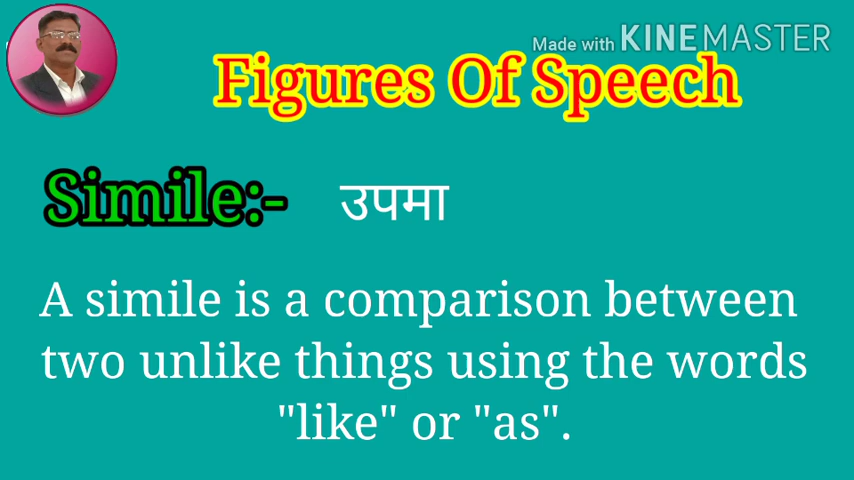 Made with KINEMASTER
Figures Of Speech
Simile:- उपमा
A simile is a comparison between
two unlike things using the words
"like" or "as".